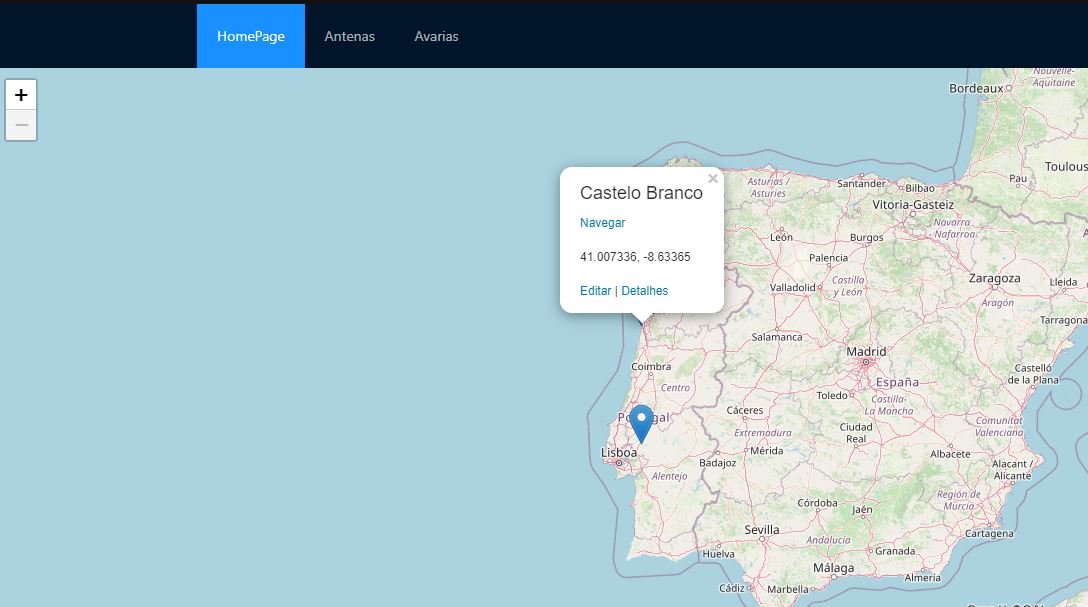 HomePage Antenas Avarias
+
−
Nouvelle-
Aquitaine
Bordeaux
Toulous
Pau
×
Castelo Branco
Navegar
41.007336, -8.63365
Editar | Detalhes
Asturias /
Asturies
Santander
Bilbao
Vitoria-Gasteiz
Navarra -
Nafarroa
León
Burgos
Palencia
Castilla
y León
Valladolid
Zaragoza
Lleida
Aragón
Tarragona
Salamanca
Madrid
España
Coimbra
Centro
Castelló
de la Plana
Toledo
Castilla-
La Mancha
Cáceres
Extremadura
Ciudad
Real
Comunitat
Valenciana
Lisboa
Badajoz
Mérida
Albacete
Alacant /
Alicante
Alentejo
Región de
Murcia
Córdoba
Jaén
Sevilla
Andalucía
Cartagena
Huelva
Granada
Málaga
Almería
Cádiz
Marbella